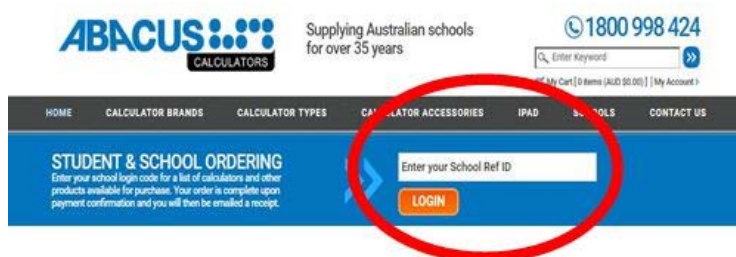 ABACUS
CALCULATORS
Supplying Australian schools
for over 35 years
1800 998 424
Enter Keyword
My Cart [ 0 items (AUD $0.00) ] | My Account >
HOME CALCULATOR BRANDS CALCULATOR TYPES CALCULATOR ACCESSORIES IPAD SCHOOLS CONTACT US
STUDENT & SCHOOL ORDERING
Enter your school login code for a list of calculators and other
products available for purchase. Your order is complete upon
payment confirmation and you will then be emailed a receipt.
Enter your School Ref ID
LOGIN